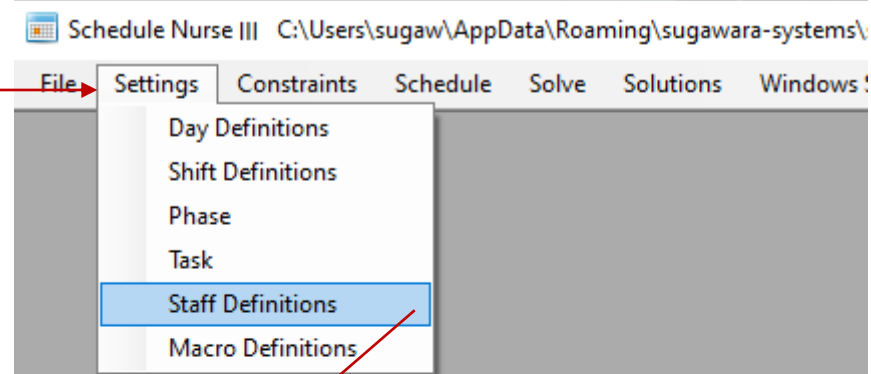 Schedule Nurse III C:\Users\sugaw\AppData\Roaming\sugawara-systems\
File Settings Constraints Schedule Solve Solutions Windows
Day Definitions
Shift Definitions
Phase
Task
Staff Definitions
Macro Definitions